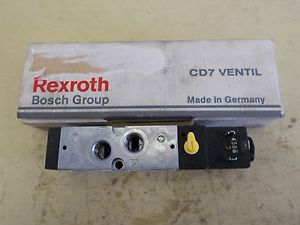 Rexroth
Bosch Group
CD7 VENTIL
Made in Germany